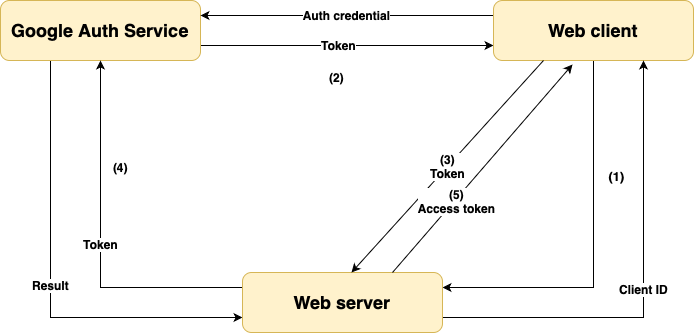 Auth credential
Google Auth Service
Web client
Token
(2)
(3)
Token
(4)
(1)
(5)
Access token
Token
Result
Client ID
Web server